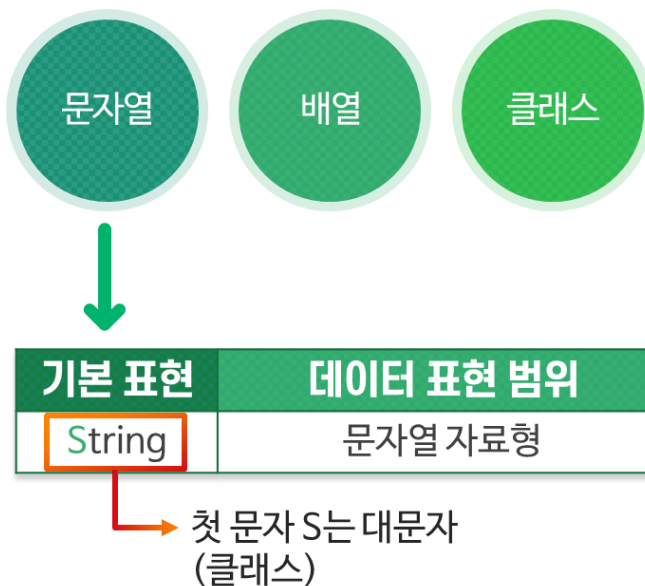 문자열 배열 클래스
기본 표현 데이터 표현 범위
String 문자열 자료형
첫 문자 S는 대문자
(클래스)